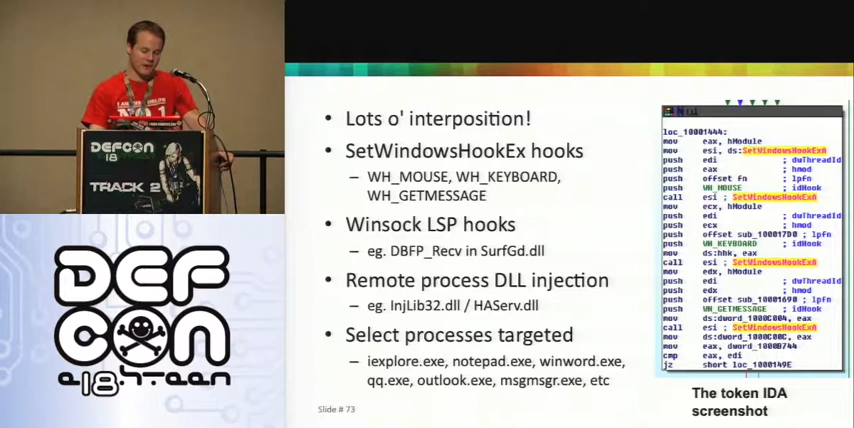 DEFCON
18
TRACK 2
DEF
CON
e18hteen
• Lots o' interposition!
• SetWindowsHookEx hooks
– WH_MOUSE, WH_KEYBOARD,
WH_GETMESSAGE
• Winsock LSP hooks
– eg. DBFP_Recv in SurfGd.dll
• Remote process DLL injection
– eg. InjLib32.dll / HAServ.dll
• Select processes targeted
– iexplore.exe, notepad.exe, winword.exe,
qq.exe, outlook.exe, msgmsgr.exe, etc
Slide # 73
loc_10001444:
mov eax, hModule
mov esi, ds:SetWindowsHookExA
push edi ; dwThreadId
push eax ; hmod
push offset fn ; lpfn
push WH_MOUSE ; idHook
call esi ; SetWindowsHookExA
mov ecx, hModule
push edi ; dwThreadId
push ecx ; hmod
push offset sub_100017D0 ; lpfn
push WH_KEYBOARD ; idHook
mov ds:hhk, eax
call esi ; SetWindowsHookExA
mov edx, hModule
push edi ; dwThreadId
push edx ; hmod
push offset sub_10001690 ; lpfn
push WH_GETMESSAGE ; idHook
mov ds:dword_1000C004, eax
call esi ; SetWindowsHookExA
mov ds:dword_1000C00C, eax
mov eax, dword_1000B744
cmp eax, edi
jz short loc_1000149E
The token IDA
screenshot